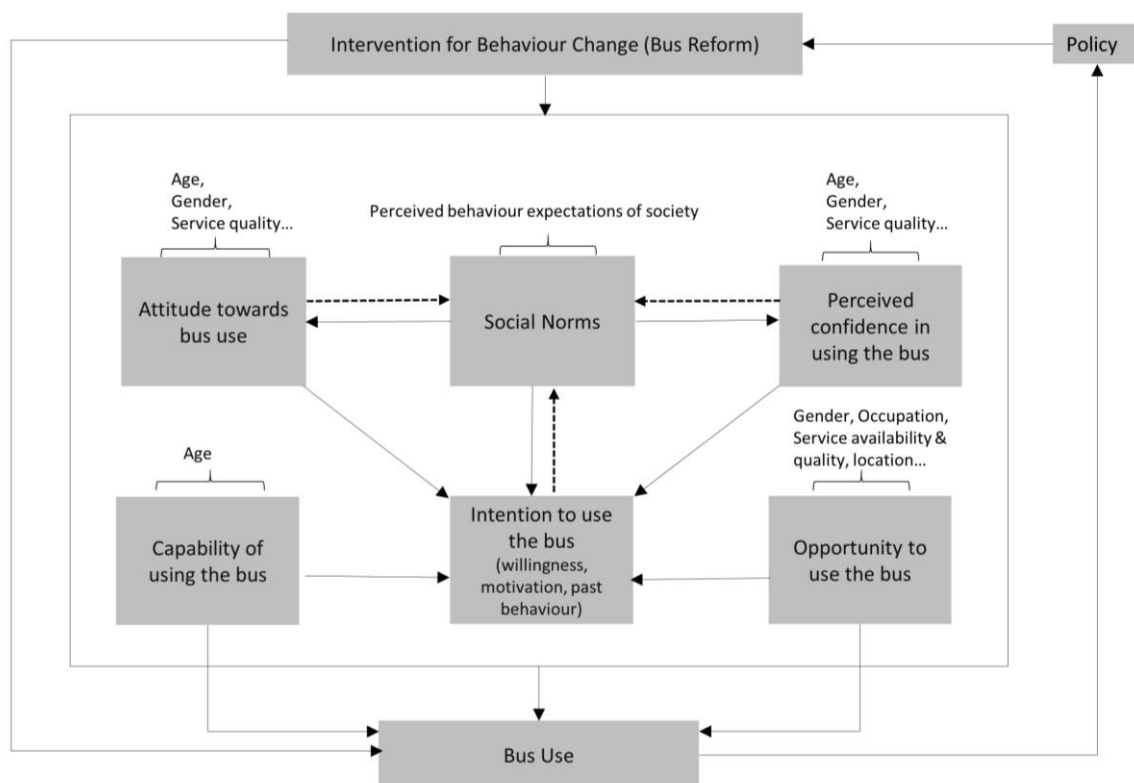 Intervention for Behaviour Change (Bus Reform)
Policy
Age,
Gender,
Service quality...
Perceived behaviour expectations of society
Age,
Gender,
Service quality...
Attitude towards
bus use
Social Norms
Perceived
confidence in
using the bus
Age
Gender, Occupation,
Service availability &
quality, location...
Capability of
using the bus
Intention to use
the bus
(willingness,
motivation, past
behaviour)
Opportunity to
use the bus
Bus Use